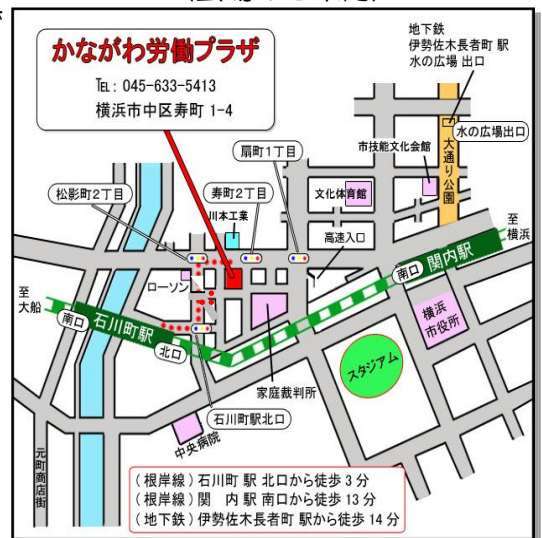 かながわ労働プラザ
TEL: 045-633-5413
横浜市中区寿町 1-4
地下鉄
伊勢佐木長者町 駅
水の広場 出口
水の広場出口
大通り公園
市技能文化会館
扇町1丁目
文化体育館
松影町2丁目
寿町2丁目
川本工業
高速入口
至
横浜
関内駅
南口
ローソン
至
大船
南口
石川町駅
北口
横浜
市役所
スタジアム
家庭裁判所
石川町駅北口
中央病院
元町商店街
(根岸線)石川町 駅 北口から徒歩 3 分
(根岸線)関 内 駅 南口から徒歩 13 分
(地下鉄)伊勢佐木長者町 駅から徒歩 14 分